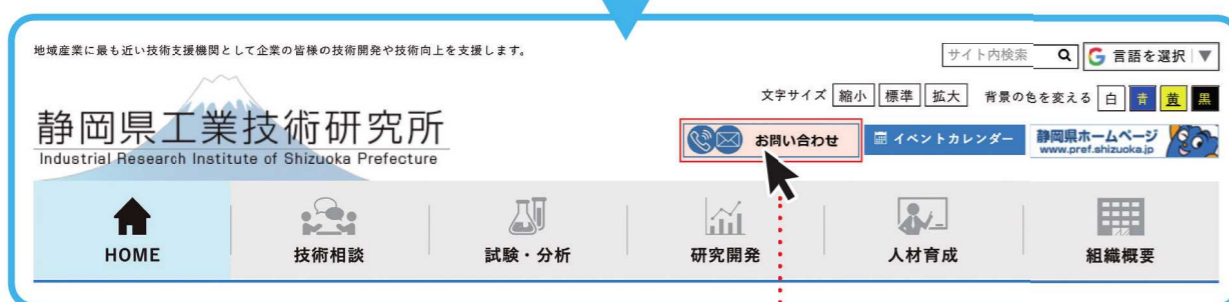 地域産業に最も近い技術支援機関として企業の皆様の技術開発や技術向上を支援します。
サイト内検索
G 言語を選択 ▼
文字サイズ 縮小 標準 拡大 背景の色を変える 白 青 黄 黒
静岡県工業技術研究所
Industrial Research Institute of Shizuoka Prefecture
お問い合わせ
イベントカレンダー
静岡県ホームページ
www.pref.shizuoka.jp
HOME
技術相談
試験・分析
研究開発
人材育成
組織概要